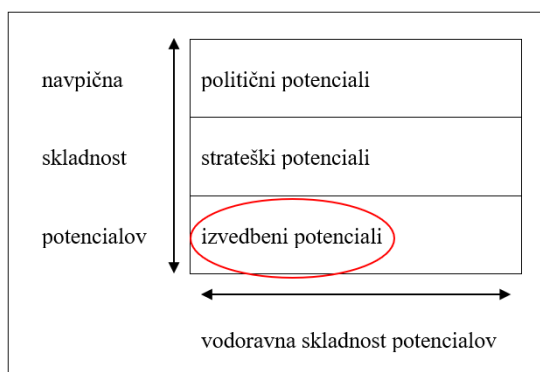 navpična
politični potenciali
skladnost
strateški potenciali
potencialov
izvedbeni potenciali
vodoravna skladnost potencialov